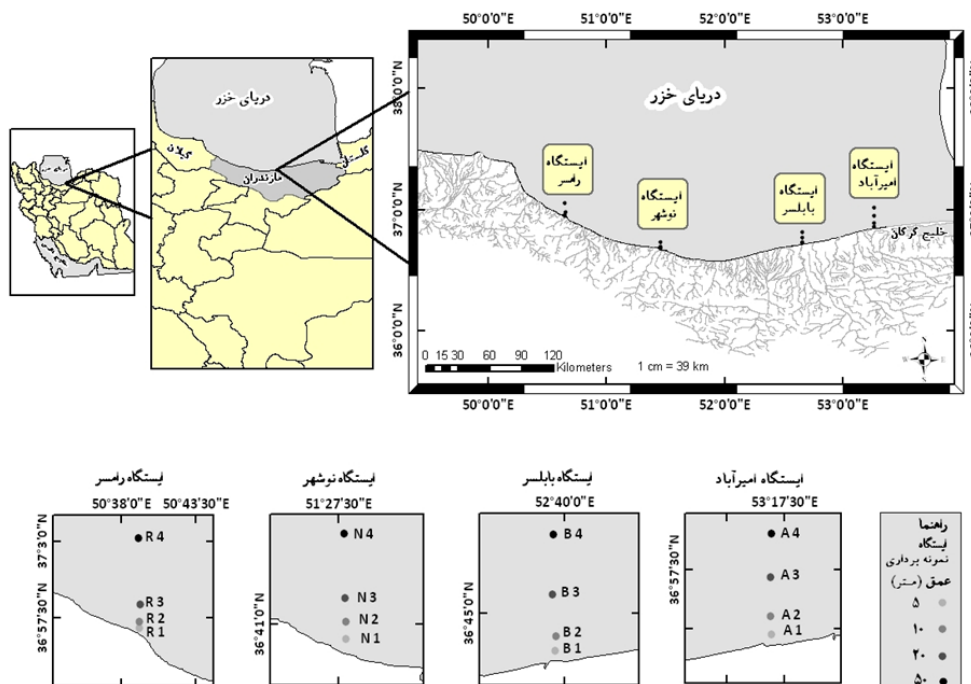 50°0'0"E 51°0'0"E 52°0'0"E 53°0'0"E
38°0'0"N
37°0'0"N
36°0'0"N
دریای خزر
گیلان
مازندران
گلستان
دریای خزر
ایستگاه
رامسر
ایستگاه
نوشهر
ایستگاه
بابلسر
ایستگاه
امیرآباد
خلیج گرگان
0 15 30 60 90 120
Kilometers
1 cm = 39 km
N
W E
S
50°0'0"E 51°0'0"E 52°0'0"E 53°0'0"E
ایستگاه رامسر
50°38'0"E 50°43'30"E
37°3'0"N
36°57'30"N
R 4
R 3
R 2
R 1
ایستگاه نوشهر
51°27'30"E
36°41'0"N
N 4
N 3
N 2
N 1
ایستگاه بابلسر
52°40'0"E
36°45'0"N
B 4
B 3
B 2
B 1
ایستگاه امیرآباد
53°17'30"E
36°57'30"N
A 4
A 3
A 2
A 1
راهنما
ایستگاه
نمونه برداری
عمق (متر)
۵
۱۰
۲۰
۵۰